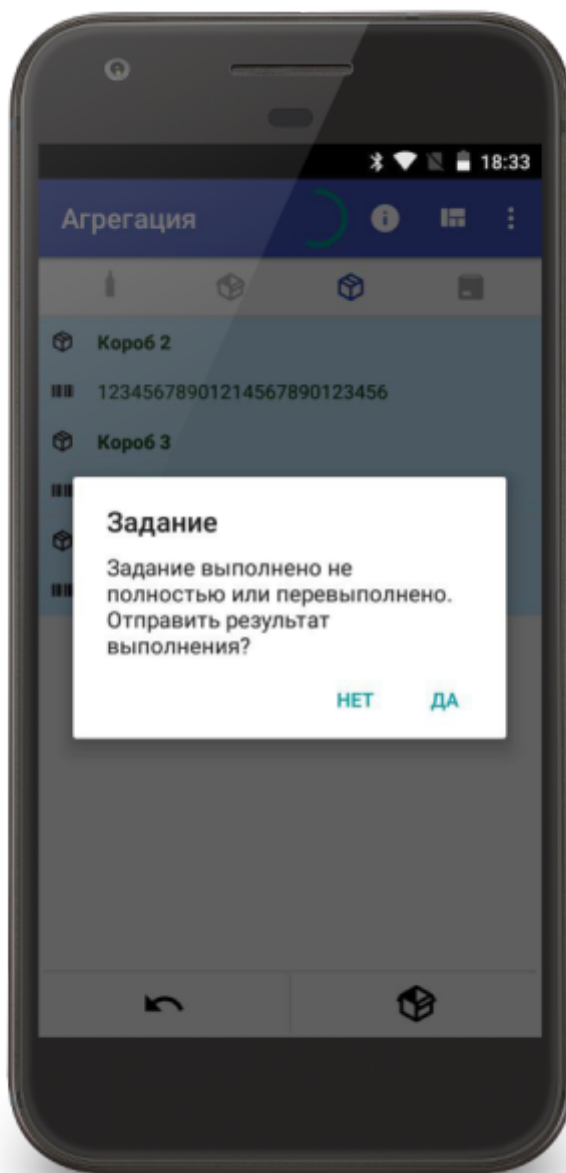 18:33
Агрегация
Короб 2
12345678901214567890123456
Короб 3
Задание
Задание выполнено не
полностью или перевыполнено.
Отправить результат
выполнения?
НЕТ
ДА